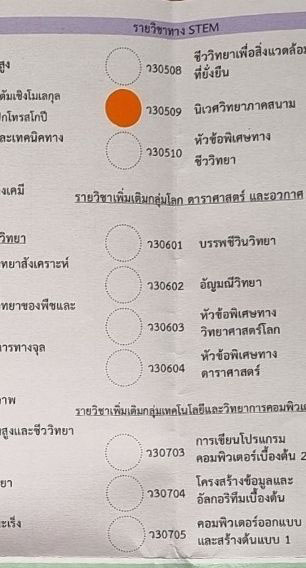 รายวิชาทาง STEM
สูง
ชีววิทยาเพื่อสิ่งแวดล้อม
ว30508 ที่ยั่งยืน
ว30509 นิเวศวิทยาภาคสนาม
ละเทคนิคทาง
หัวข้อพิเศษทาง
ว30510
ชีววิทยา
งเคมี
รายวิชาเพิ่มเติมกลุ่มโลก ดาราศาสตร์ และอวกาศ
วิทยา
ว30601 บรรพชีวินวิทยา
ทยาสังเคราะห์
ว30602 อัญมณีวิทยา
ทยาของพืชและ
หัวข้อพิเศษทาง
ว30603 วิทยาศาสตร์โลก
ารทางจุล
หัวข้อพิเศษทาง
ว30604 ดาราศาสตร์
าพ
รายวิชาเพิ่มเติมกลุ่มเทคโนโลยีและวิทยาการคอมพิวเ
สูงและชีววิทยา
การเขียนโปรแกรม
ว30703 คอมพิวเตอร์เบื้องต้น 2
ยา
โครงสร้างข้อมูลและ
ว30704 อัลกอริทึมเบื้องต้น
ะเร็ง
คอมพิวเตอร์ออกแบบ
ว30705 และสร้างต้นแบบ 1